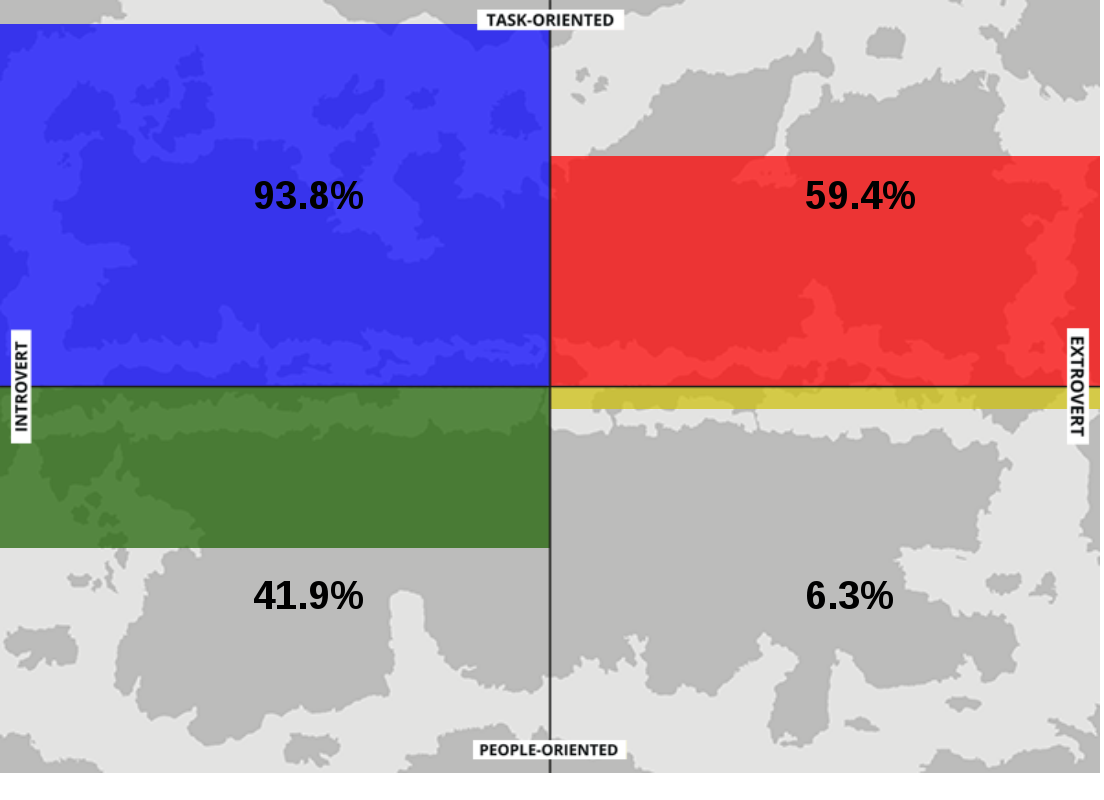 TASK-ORIENTED
93.8%
59.4%
INTROVERT
EXTROVERT
41.9%
6.3%
PEOPLE-ORIENTED